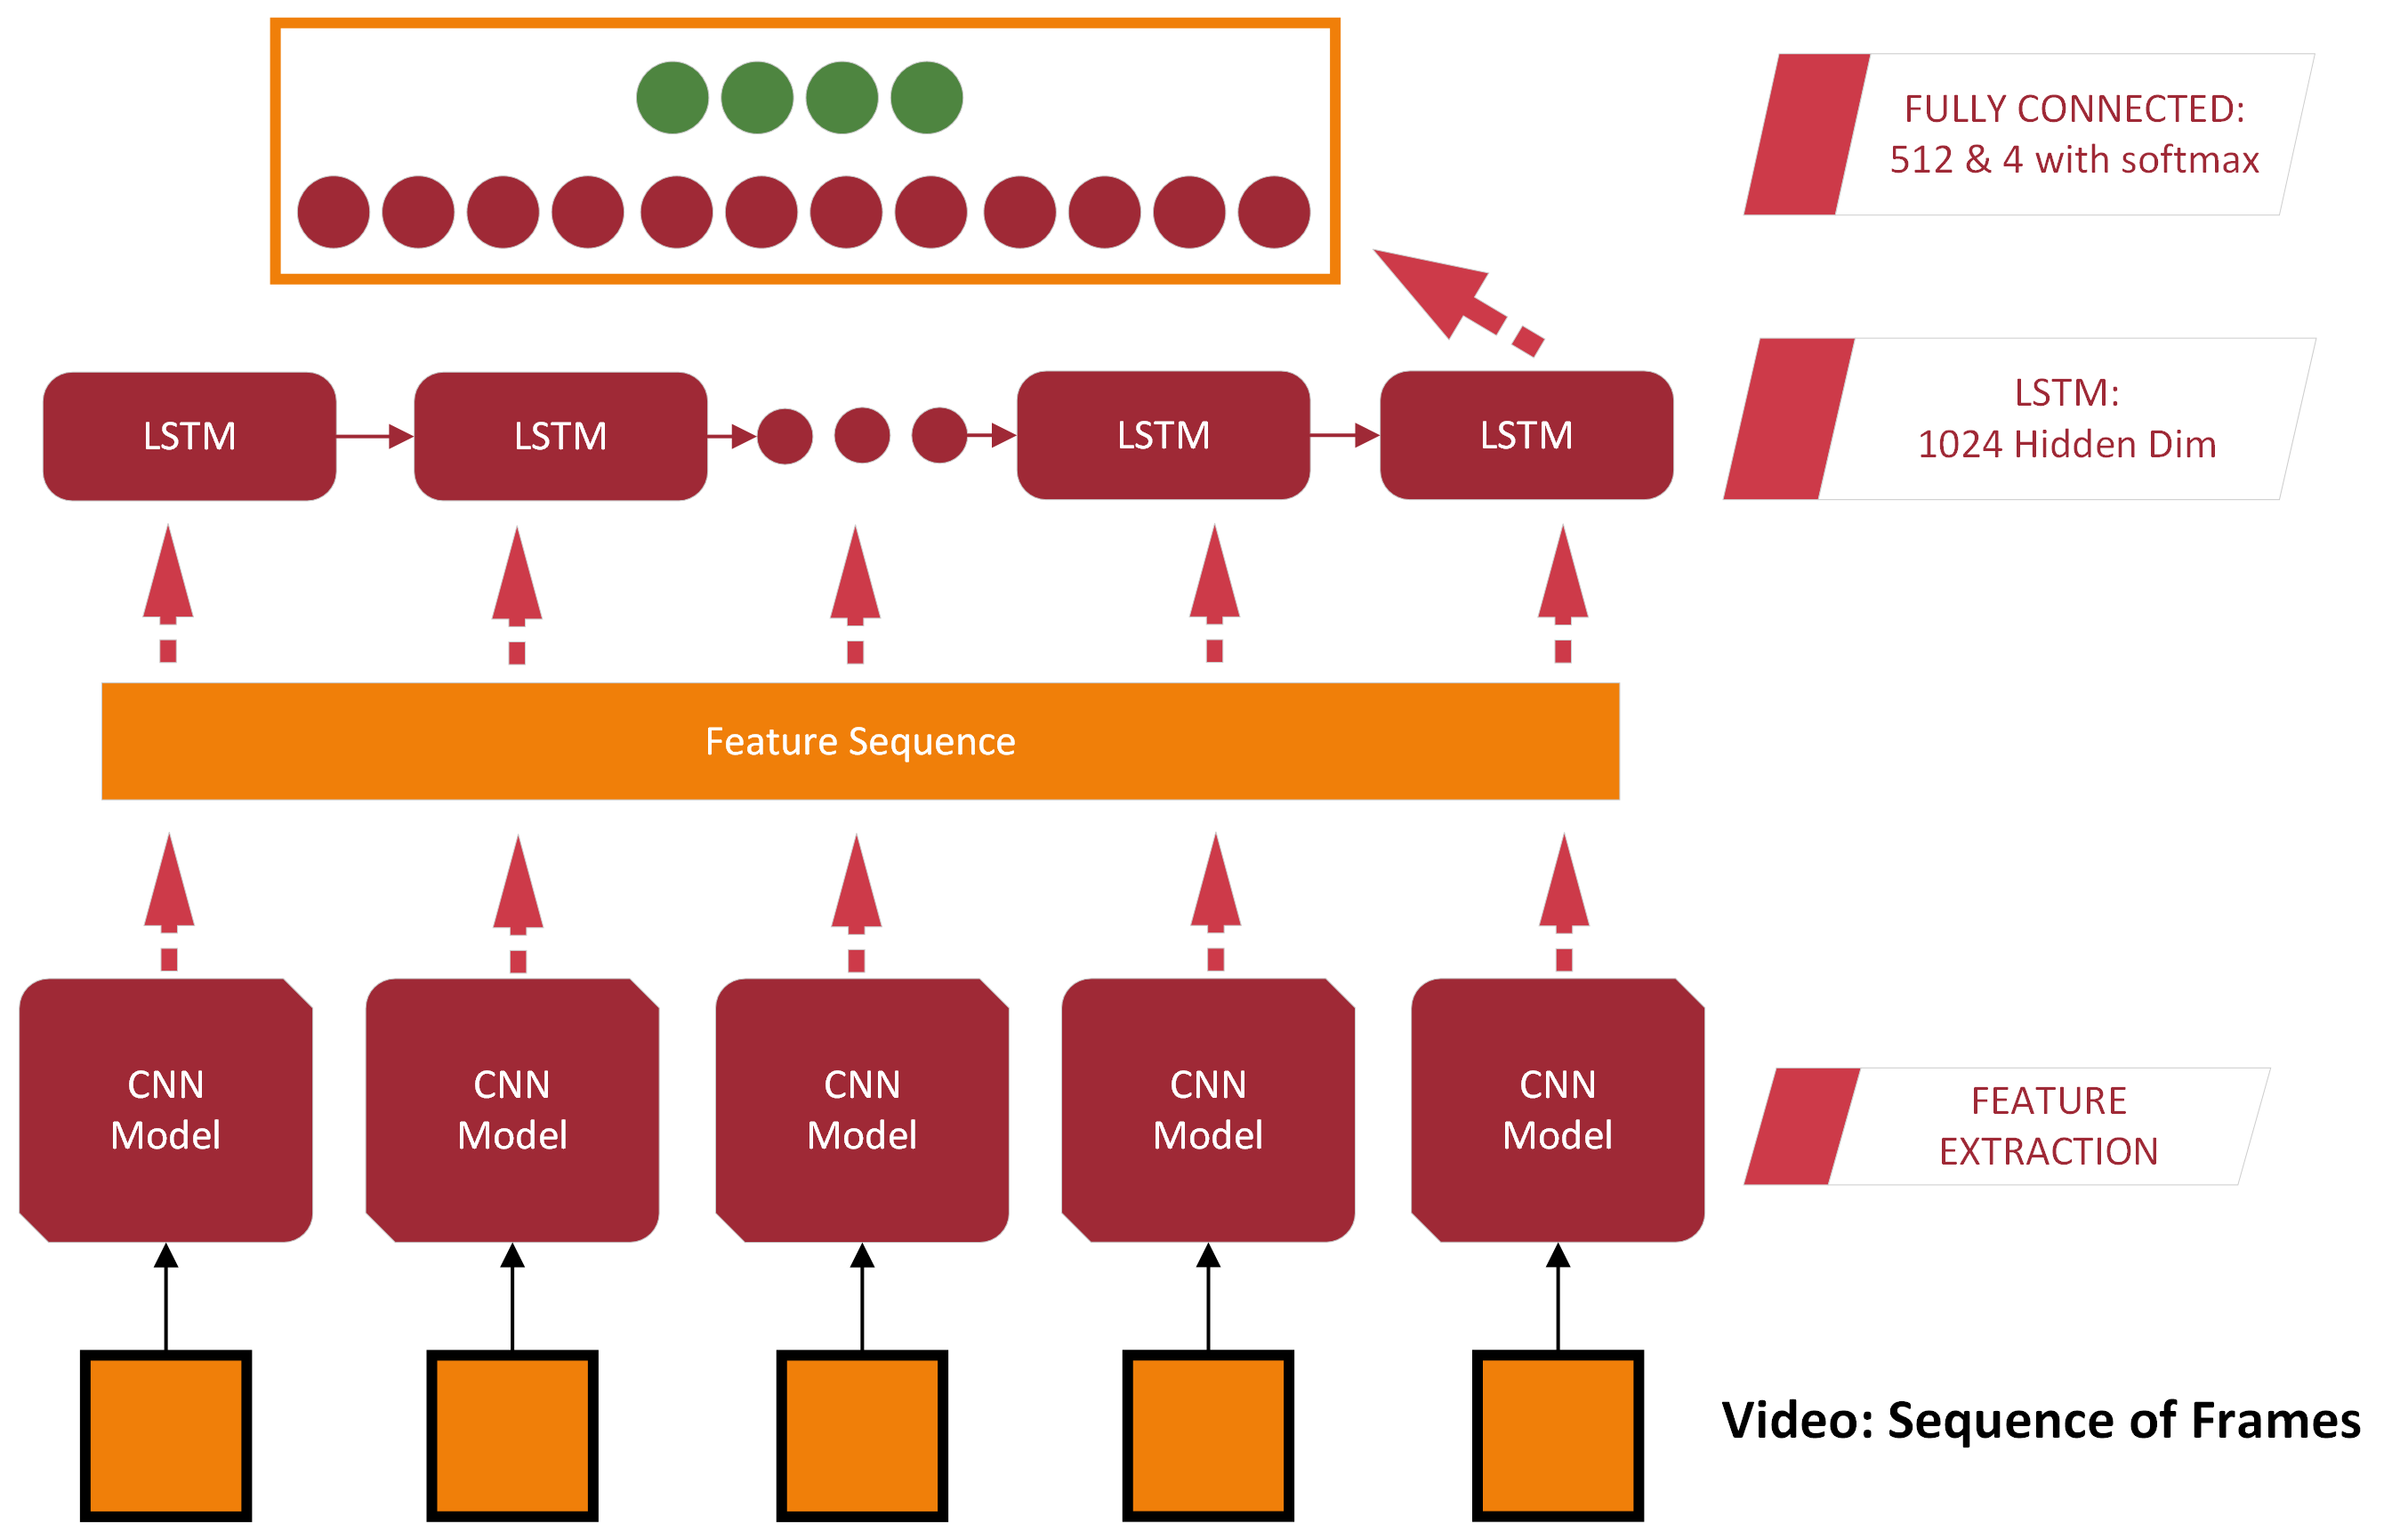 FULLY CONNECTED:
512 & 4 with softmax
LSTM
LSTM
LSTM
LSTM
LSTM:
1024 Hidden Dim
Feature Sequence
CNN
Model
CNN
Model
CNN
Model
CNN
Model
CNN
Model
FEATURE
EXTRACTION
Video: Sequence of Frames